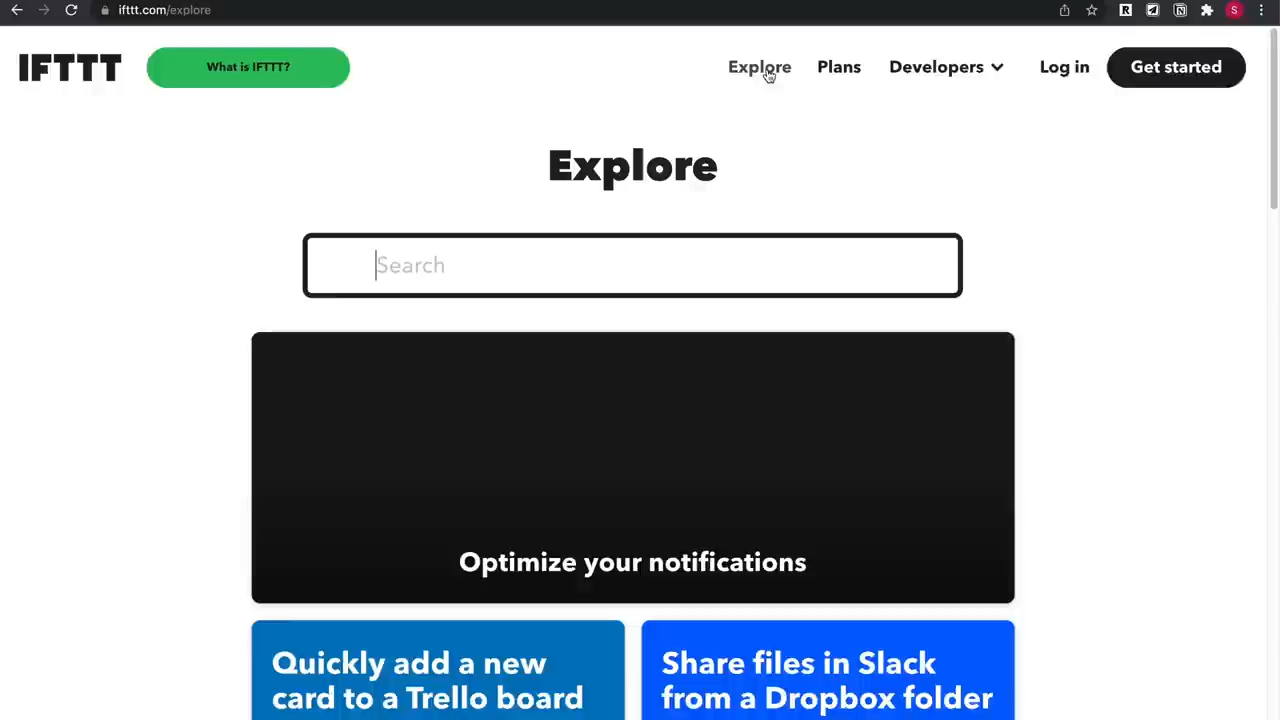 ifttt.com/explore
R
S
IFTTT
What is IFTTT?
Explore
Plans
Developers
Log in
Get started
Explore
Search
Optimize your notifications
Quickly add a new
card to a Trello board
Share files in Slack
from a Dropbox folder